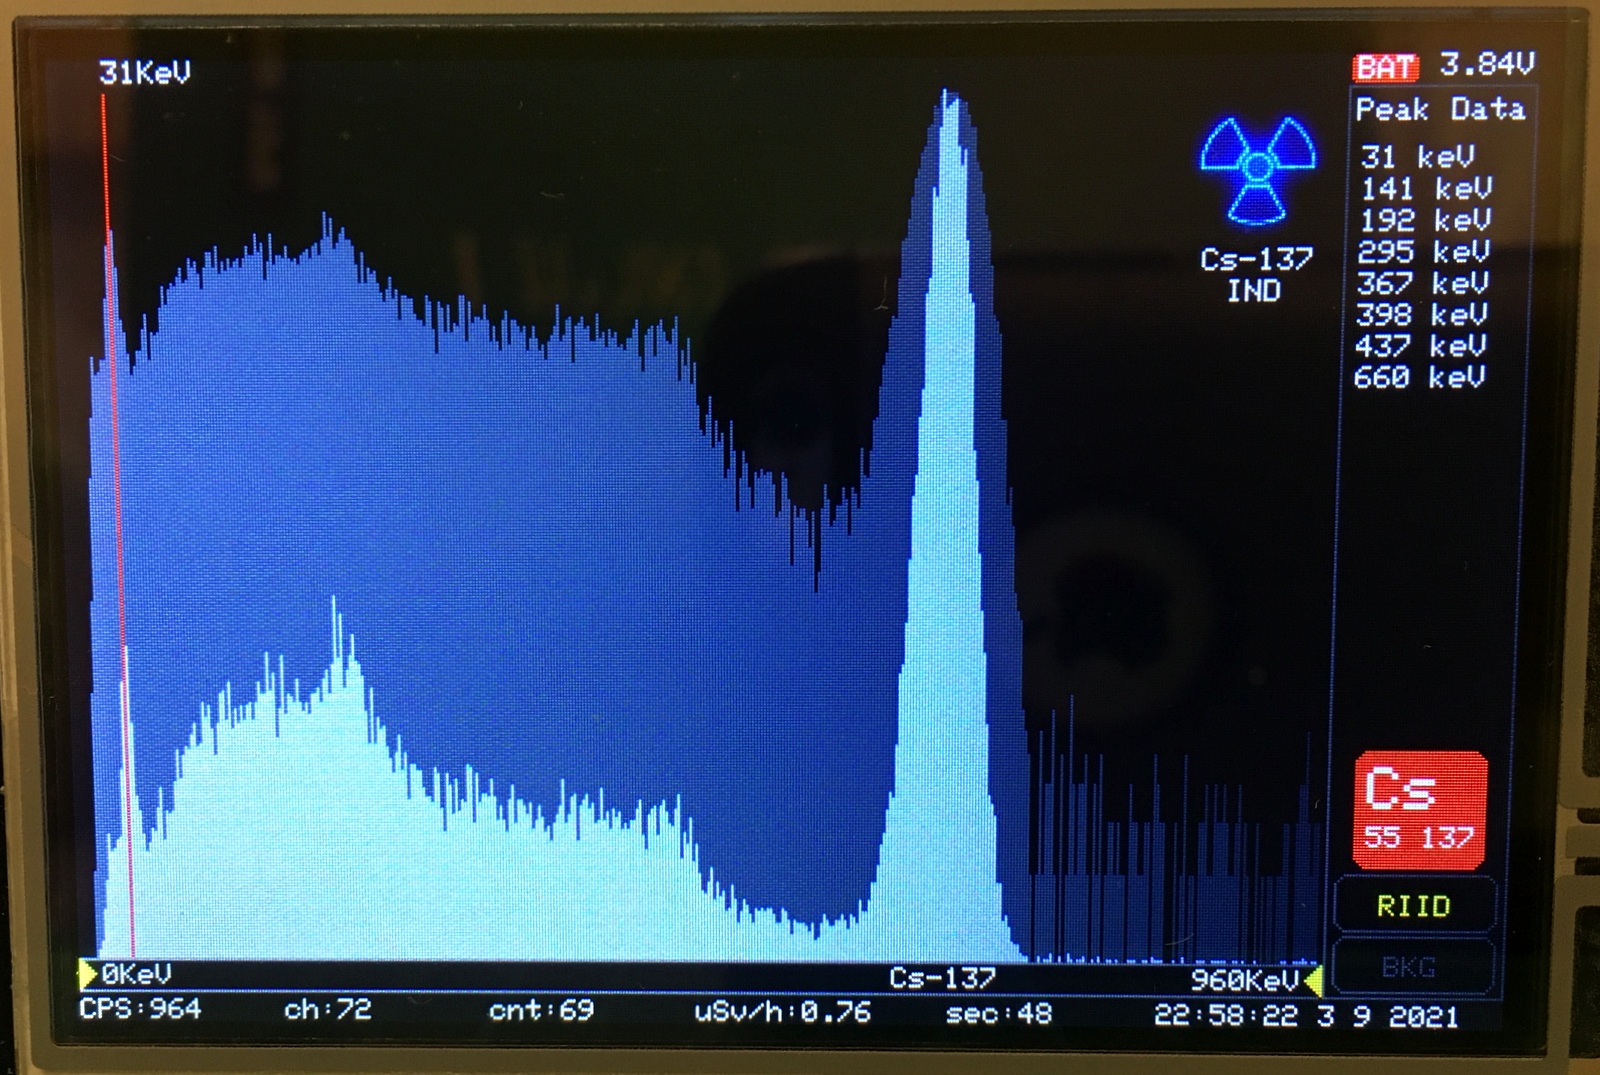 31KeV
BAT 3.84V
Peak Data
31 keV
141 keV
192 keV
295 keV
367 keV
398 keV
437 keV
660 keV
Cs-137
IND
Cs
55 137
RIID
BKG
0KeV Cs-137 960KeV
CPS:964 ch:72 cnt:69 uSv/h:0.76 sec:48 22:58:22 3 9 2021